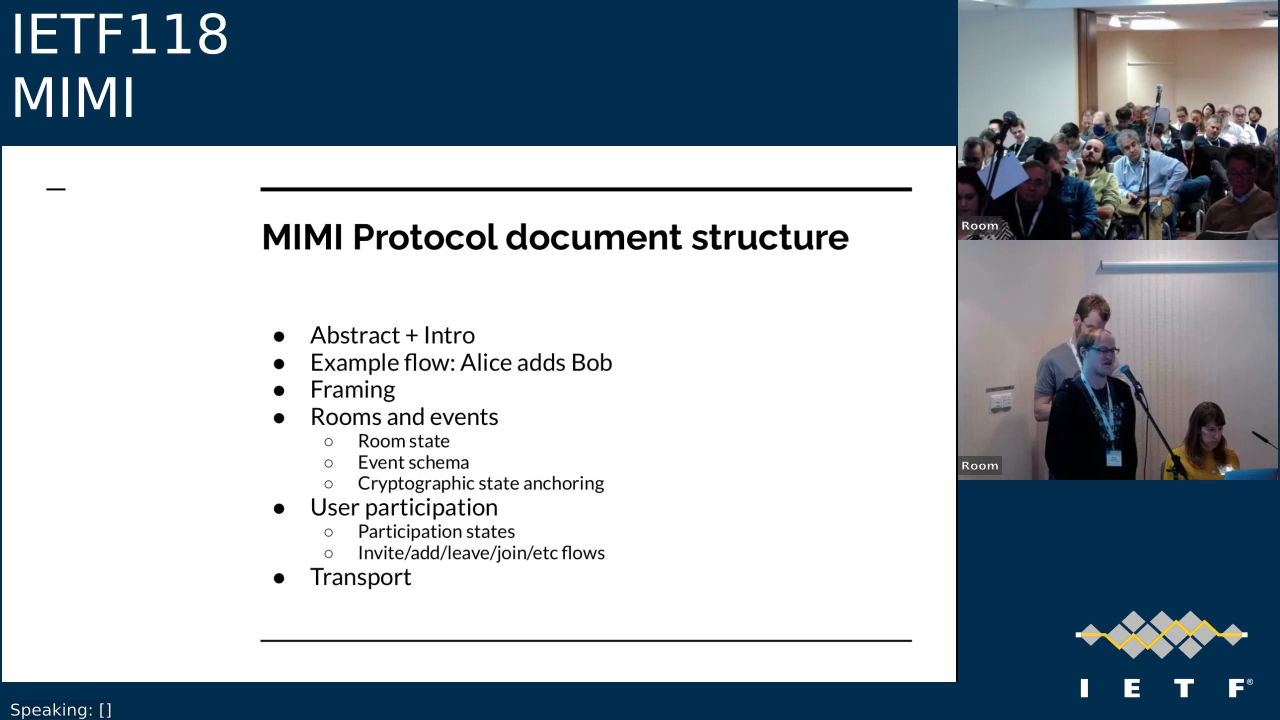 IETF118
MIMI
MIMI Protocol document structure
● Abstract + Intro
● Example flow: Alice adds Bob
● Framing
● Rooms and events
○ Room state
○ Event schema
○ Cryptographic state anchoring
● User participation
○ Participation states
○ Invite/add/leave/join/etc flows
● Transport
Room
Room
I E T F®
Speaking: []